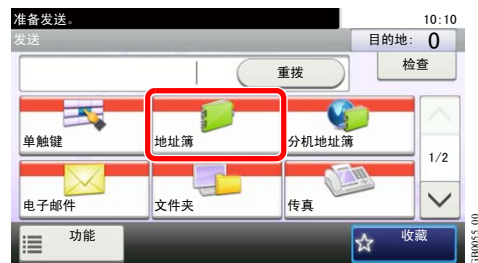 准备发送。 10:10
发送 目的地: 0
重拨 检查
单触键 地址簿 分机地址簿
1/2
电子邮件 文件夹 传真
功能 收藏
GB0055_00